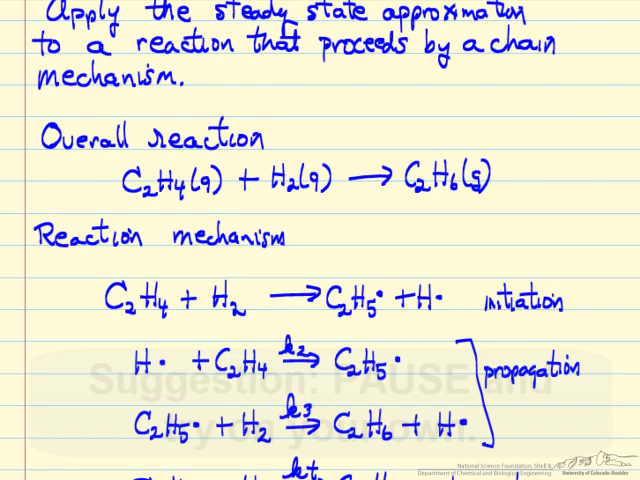 Apply the steady state approximation
to a reaction that proceeds by a chain
mechanism.
Overall reaction
C₂H₄(g) + H₂(g) ⟶ C₂H₆(g)
Reaction mechanism
C₂H₄ + H₂ ⟶ C₂H₅• + H• initiation
H• + C₂H₄ k₂⟶ C₂H₅•
propagation
Suggestion: PAUSE and
C₂H₅• + H₂ k₃⟶ C₂H₆ + H•
try on your own.
National Science Foundation, Shell &
Department of Chemical and Biological Engineering
University of Colorado-Boulder